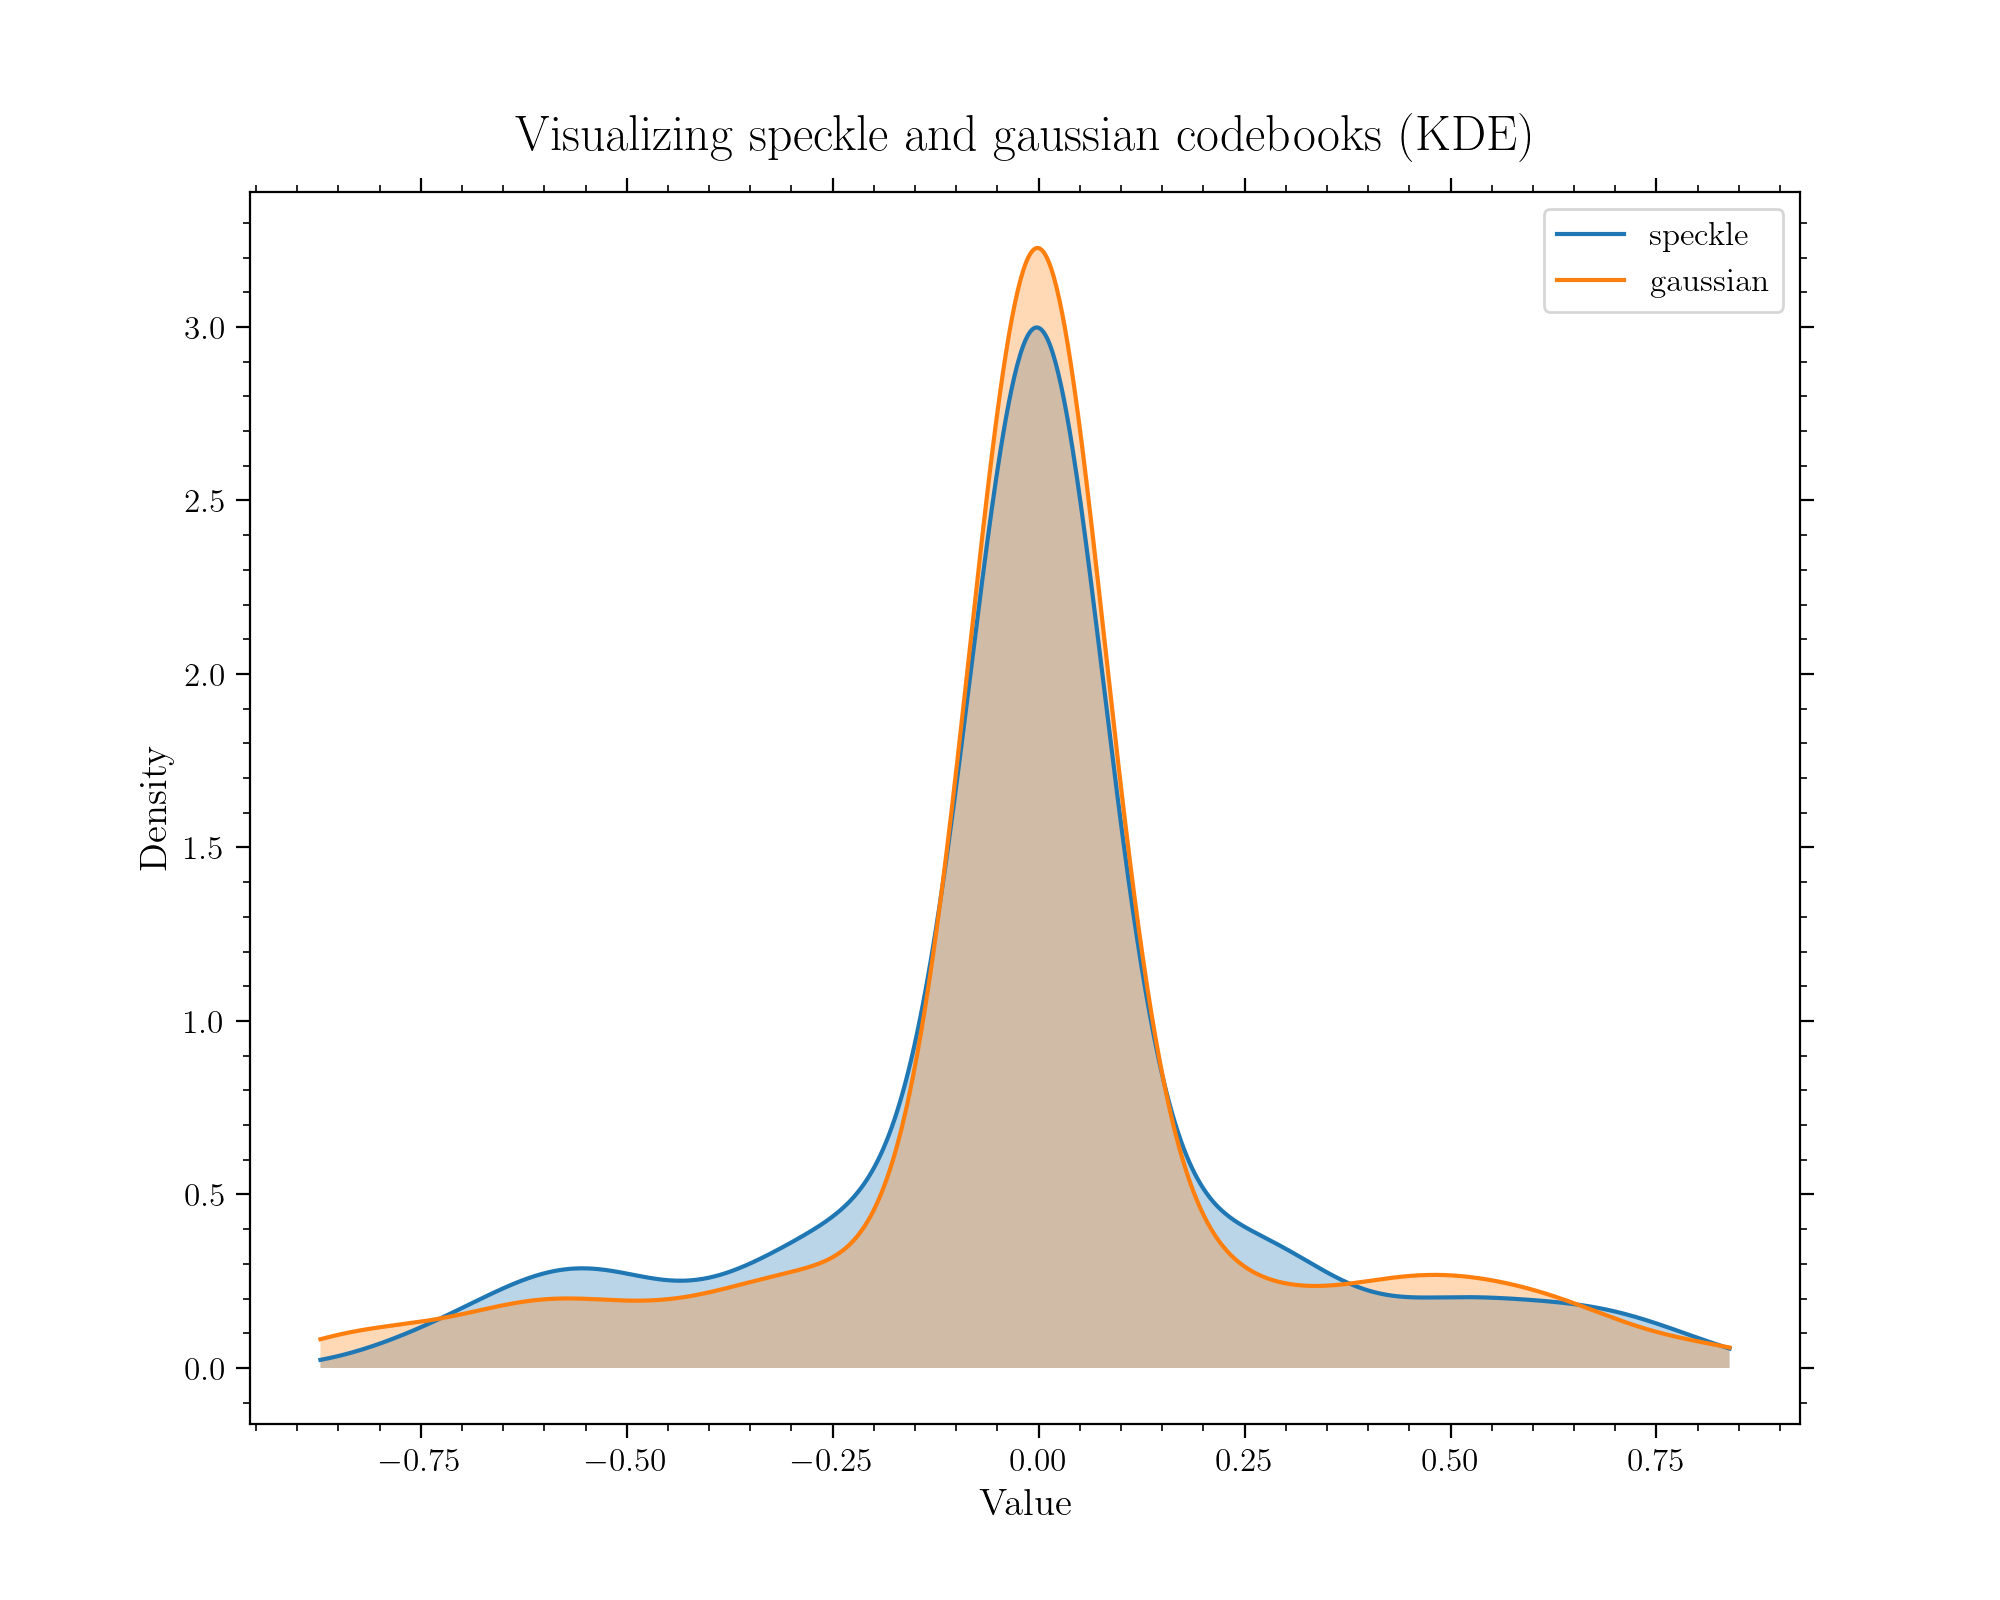 Visualizing speckle and gaussian codebooks (KDE)
speckle
gaussian
Density
3.0
2.5
2.0
1.5
1.0
0.5
0.0
−0.75 −0.50 −0.25 0.00 0.25 0.50 0.75
Value